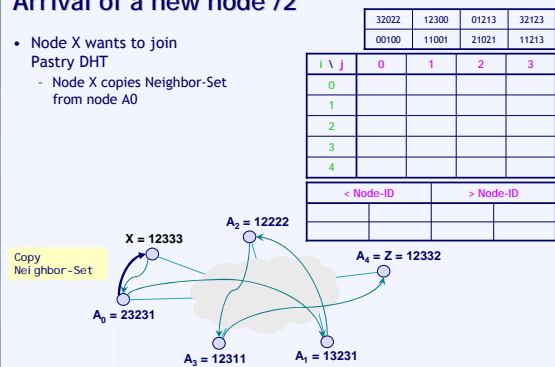 Arrival of a new node /2
• Node X wants to join
Pastry DHT
– Node X copies Neighbor-Set
from node A0
32022 12300 01213 32123
00100 11001 21021 11213
i \ j 0 1 2 3
0
1
2
3
4
< Node-ID > Node-ID
Copy
Neighbor-Set
X = 12333
A2 = 12222
A4 = Z = 12332
A0 = 23231
A3 = 12311
A1 = 13231